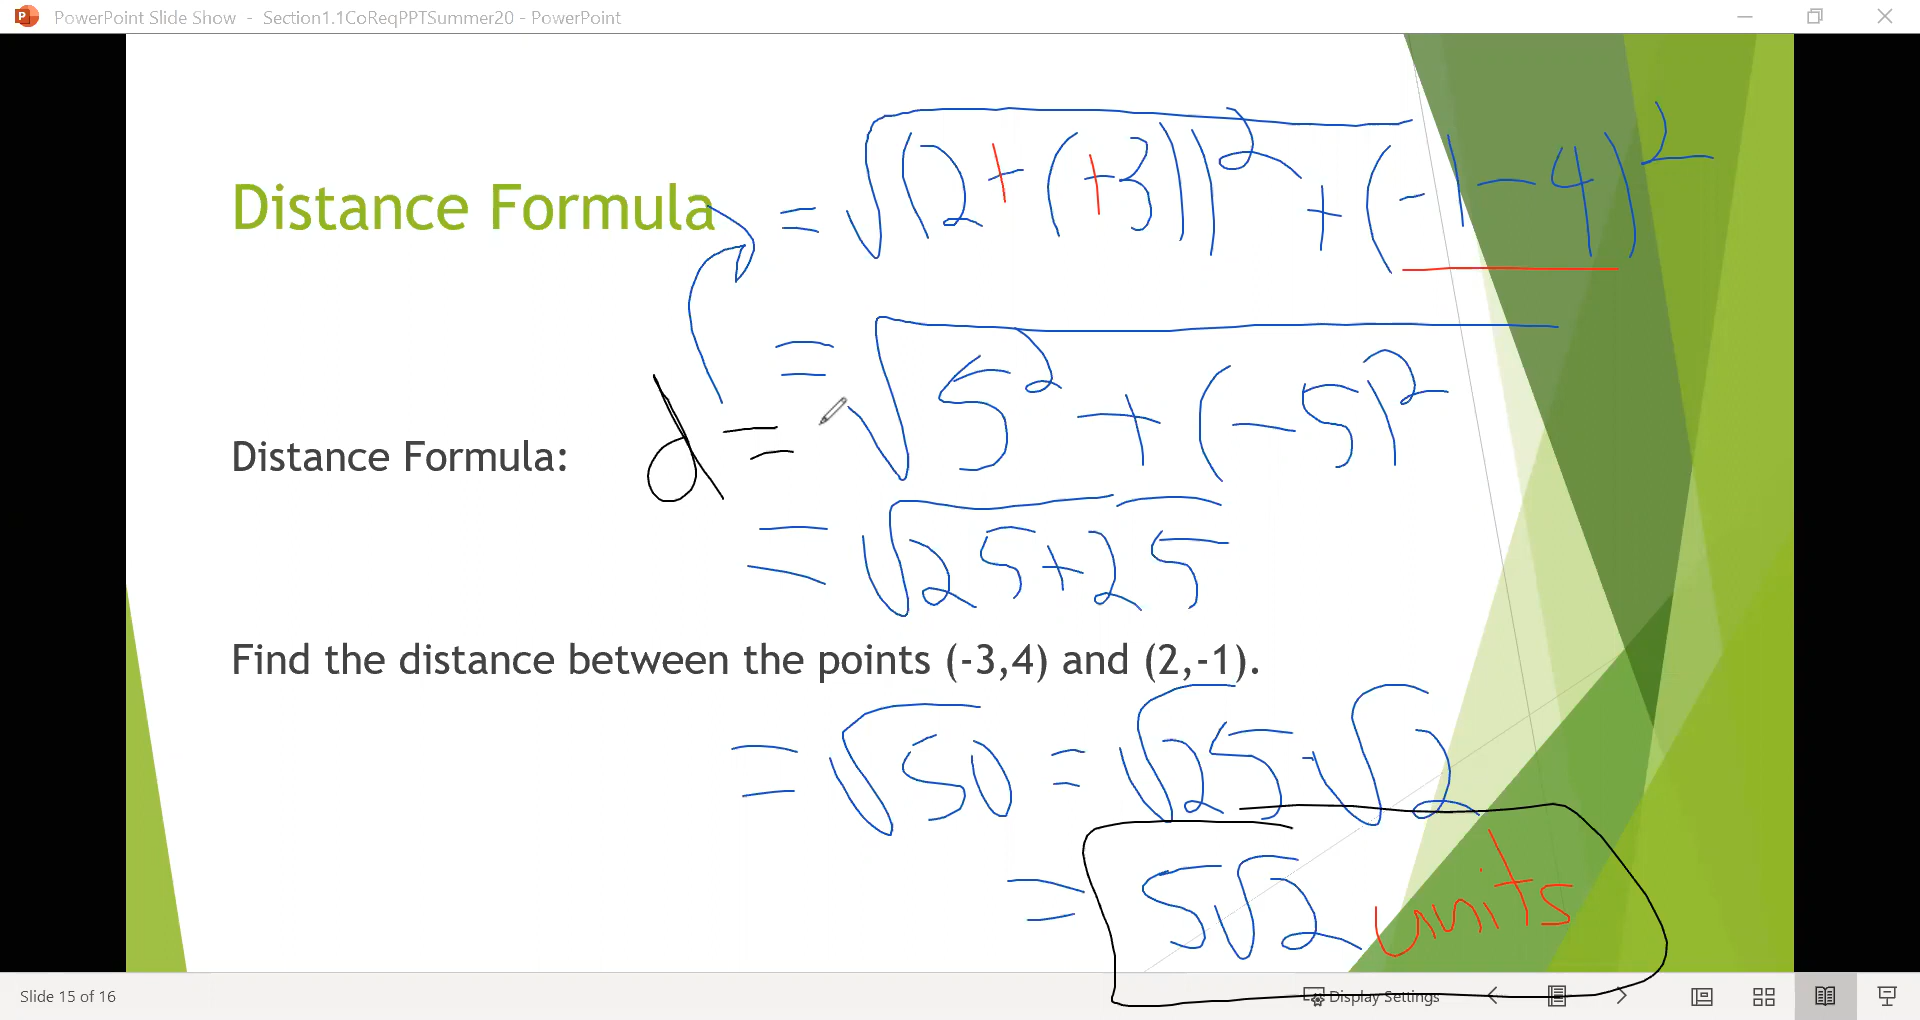 PowerPoint Slide Show - Section1.1CoReqPPTSummer20 - PowerPoint
= √(2 + (+3))² + (-1 - 4)²
Distance Formula
= √5² + (-5)²
d =
Distance Formula:
= √25+25
Find the distance between the points (-3,4) and (2,-1).
= √50 = √25 · √2
= 5√2 units
Slide 15 of 16
Display Settings